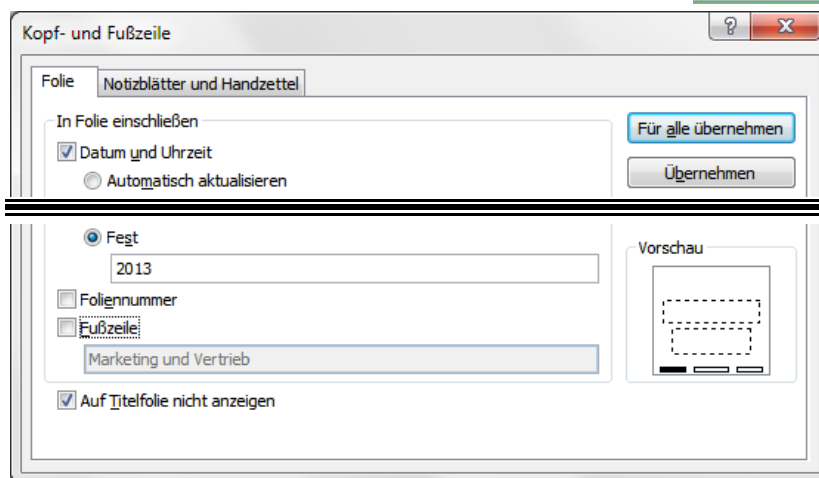 Kopf- und Fußzeile
Folie Notizblätter und Handzettel
In Folie einschließen
Für alle übernehmen
Datum und Uhrzeit
Übernehmen
Automatisch aktualisieren
Fest
Vorschau
2013
Foliennummer
Fußzeile
Marketing und Vertrieb
Auf Titelfolie nicht anzeigen